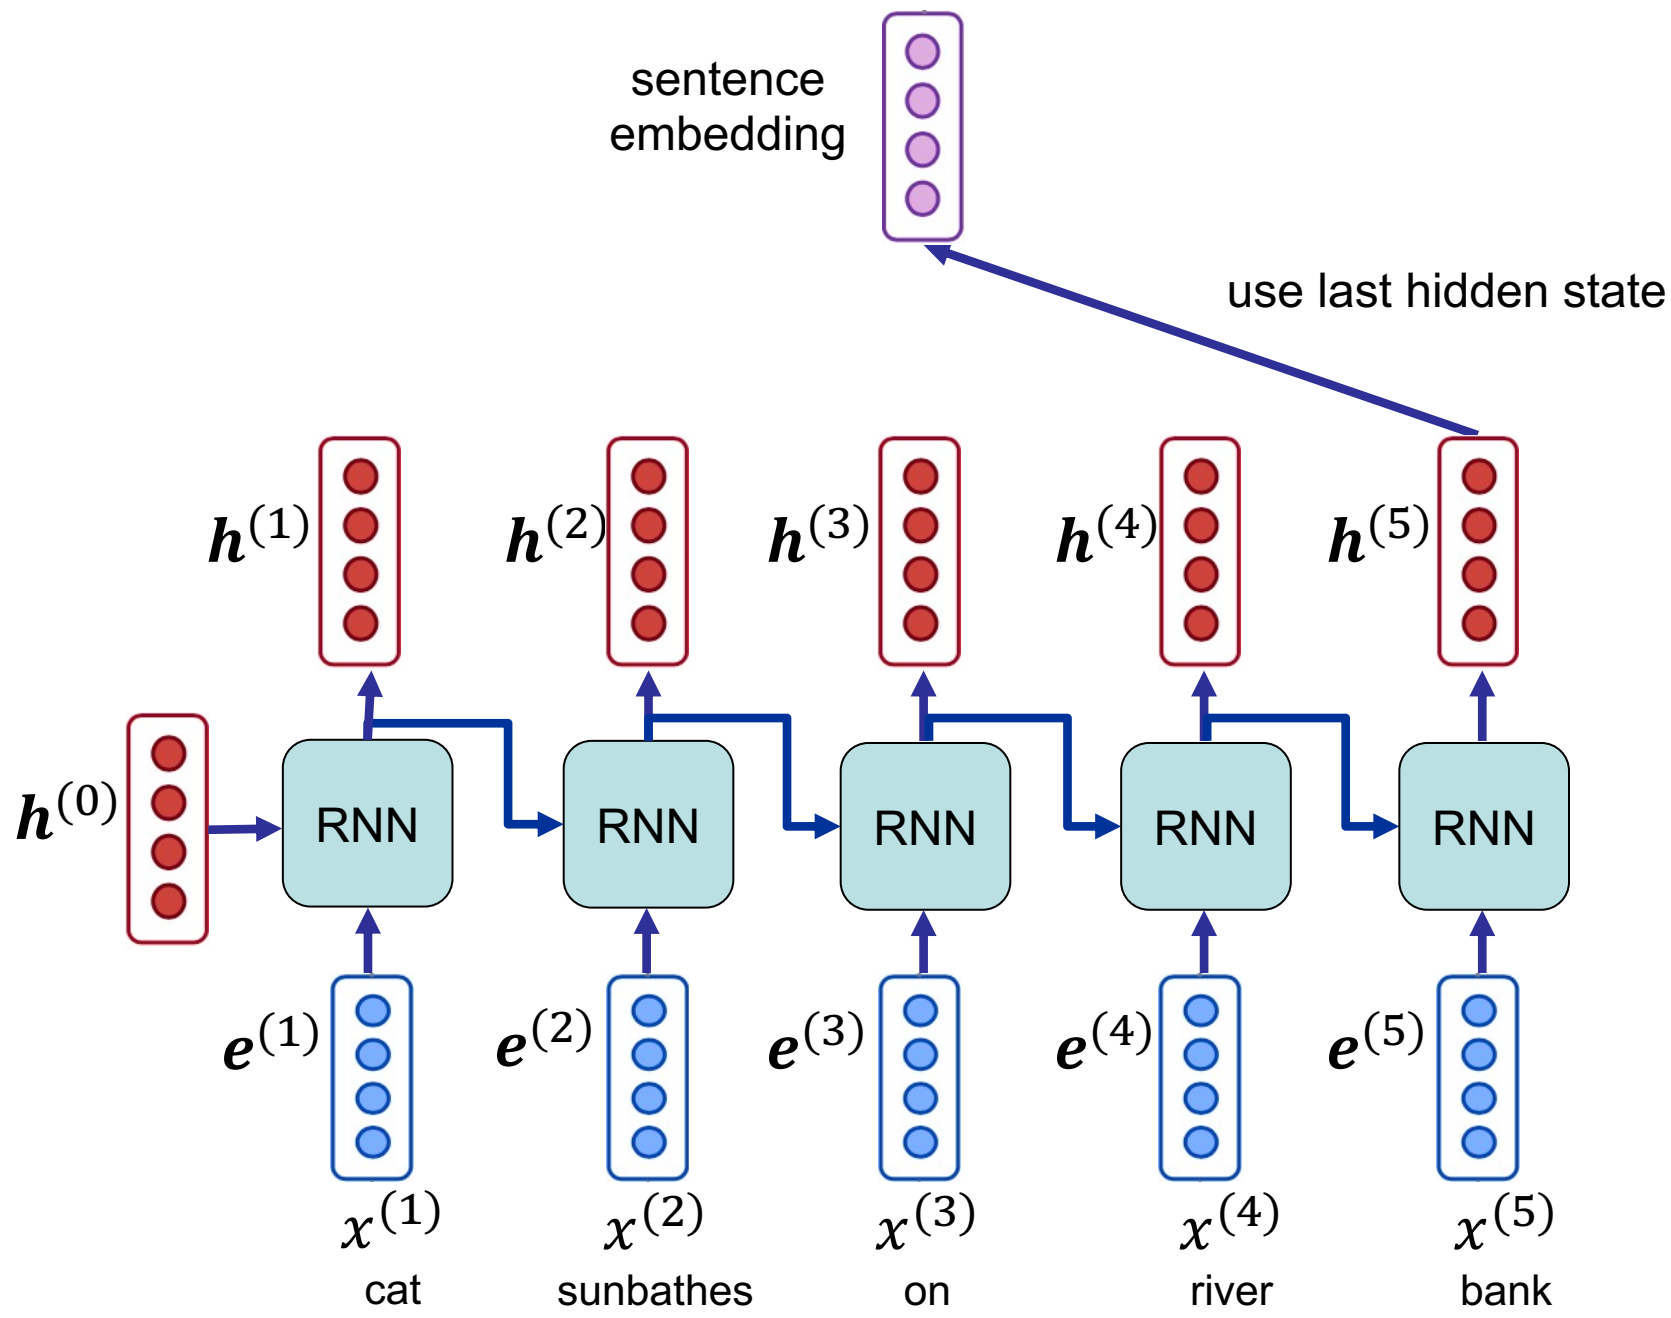 sentence
embedding
use last hidden state
h^(1) h^(2) h^(3) h^(4) h^(5)
h^(0)
RNN RNN RNN RNN RNN
e^(1) e^(2) e^(3) e^(4) e^(5)
x^(1) x^(2) x^(3) x^(4) x^(5)
cat sunbathes on river bank